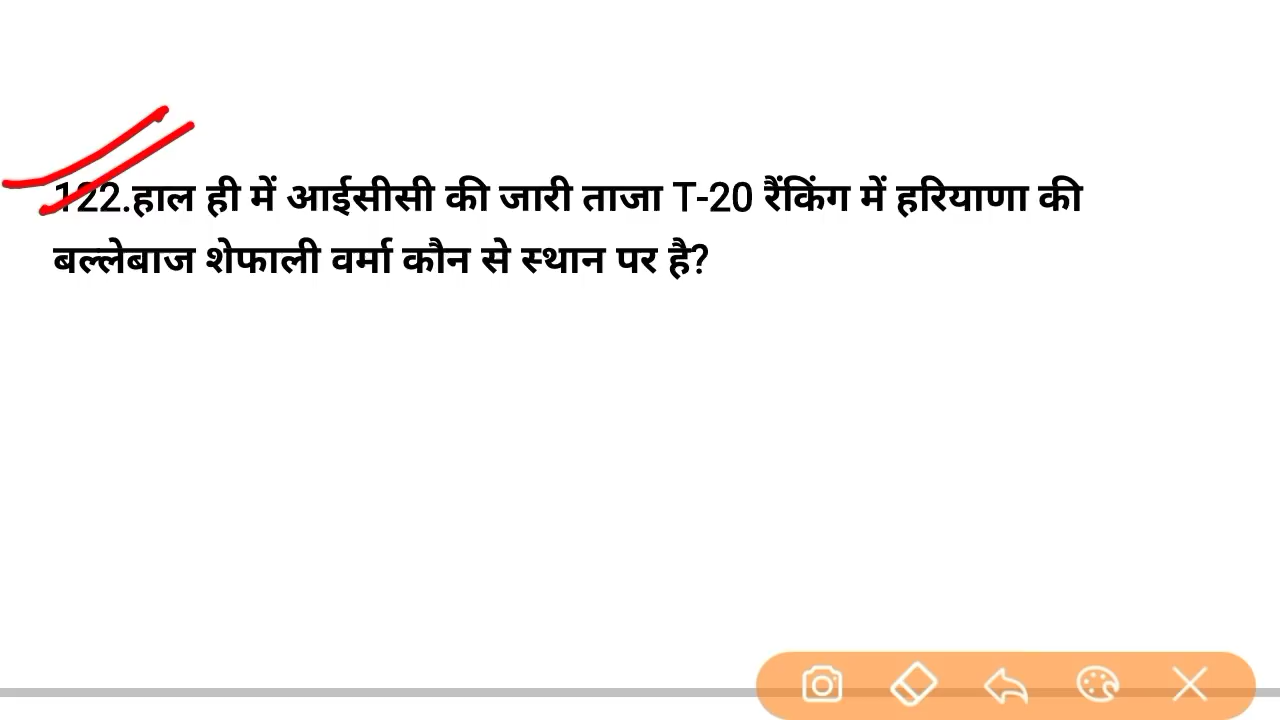 122.हाल ही में आईसीसी की जारी ताजा T-20 रैंकिंग में हरियाणा की
बल्लेबाज शेफाली वर्मा कौन से स्थान पर है?